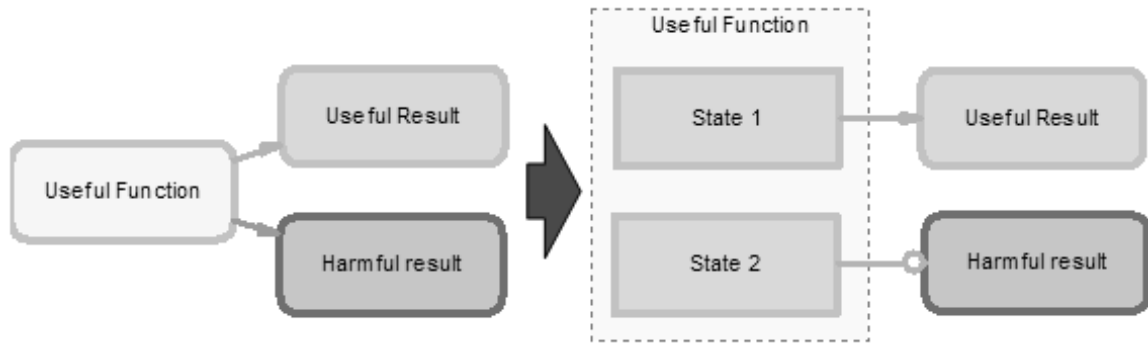 Useful Function
Useful Result
Harmful result
Useful Function
State 1
Useful Result
State 2
Harmful result